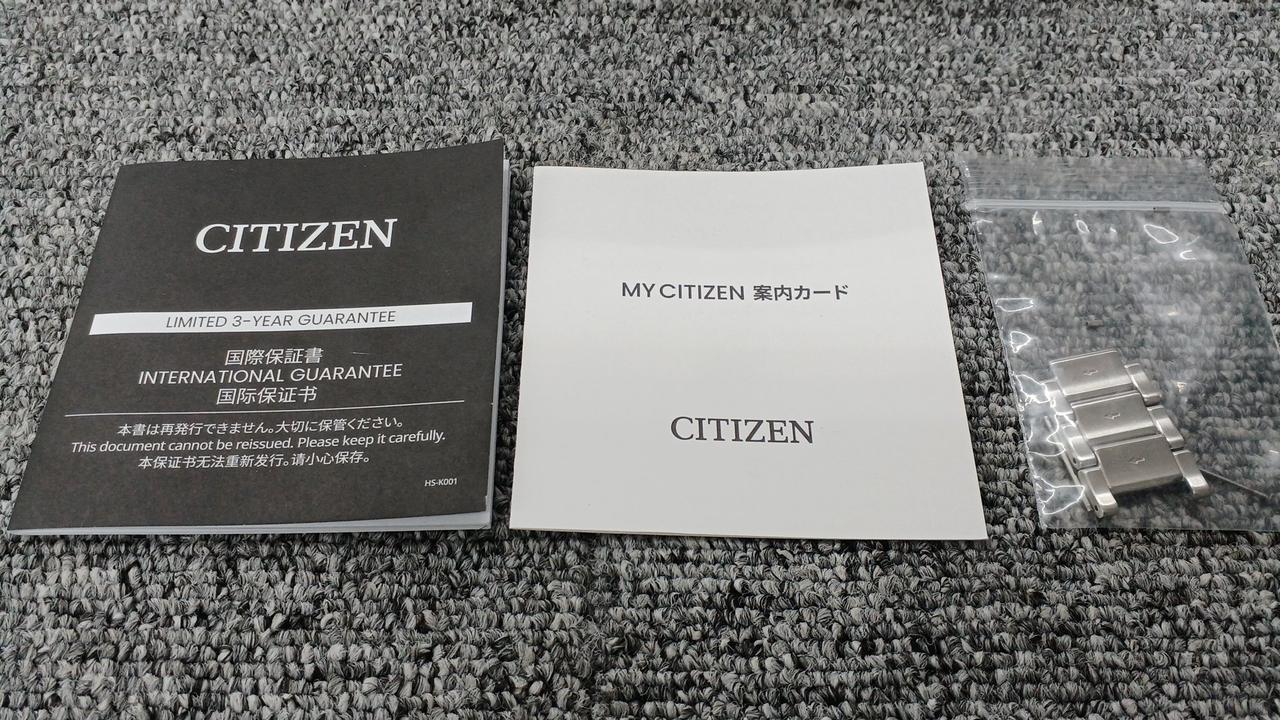 CITIZEN
LIMITED 3-YEAR GUARANTEE
国際保証書
INTERNATIONAL GUARANTEE
国际保证书
本書は再発行できません。大切に保管ください。
This document cannot be reissued. Please keep it carefully.
本保证书无法重新发行。请小心保存。
HS-K001
MY CITIZEN 案内カード
CITIZEN